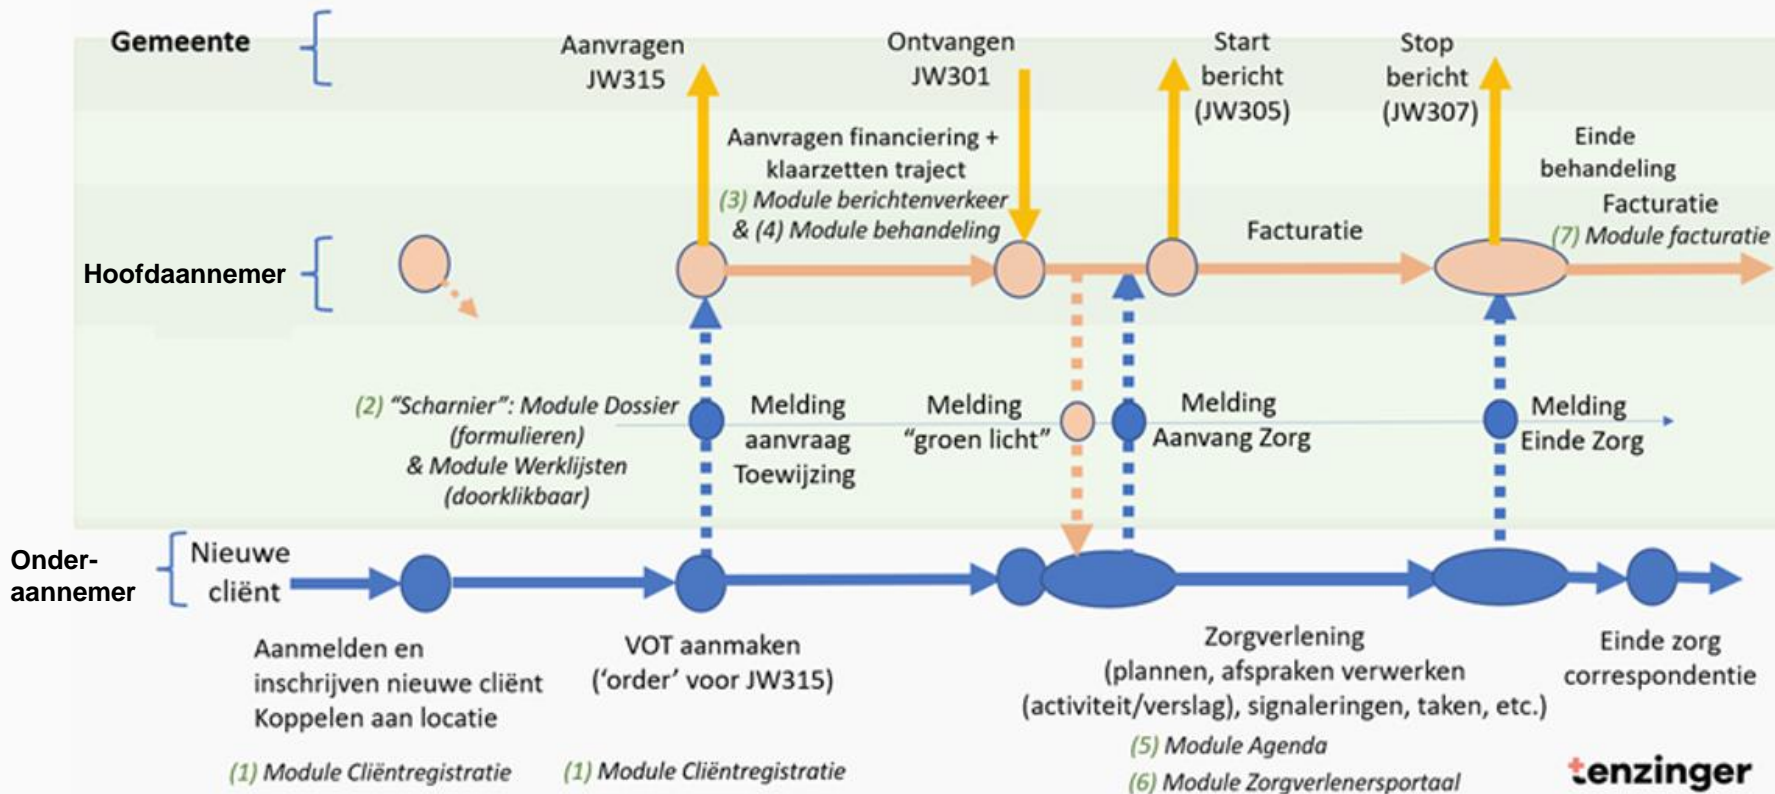 Gemeente
Aanvragen
JW315
Ontvangen
JW301
Start
bericht
(JW305)
Stop
bericht
(JW307)
Aanvragen financiering +
klaarzetten traject
(3) Module berichtenverkeer
& (4) Module behandeling
Einde
behandeling
Facturatie
(7) Module facturatie
Hoofdaannemer
Facturatie
(2) “Scharnier”: Module Dossier
(formulieren)
& Module Werklijsten
(doorklikbaar)
Melding
aanvraag
Toewijzing
Melding
“groen licht”
Melding
Aanvang Zorg
Melding
Einde Zorg
Onder-
aannemer
Nieuwe
cliënt
Aanmelden en
inschrijven nieuwe cliënt
Koppelen aan locatie
(1) Module Cliëntregistratie
VOT aanmaken
(‘order’ voor JW315)
(1) Module Cliëntregistratie
Zorgverlening
(plannen, afspraken verwerken
(activiteit/verslag), signaleringen, taken, etc.)
(5) Module Agenda
(6) Module Zorgverlenersportaal
Einde zorg
correspondentie
tenzinger